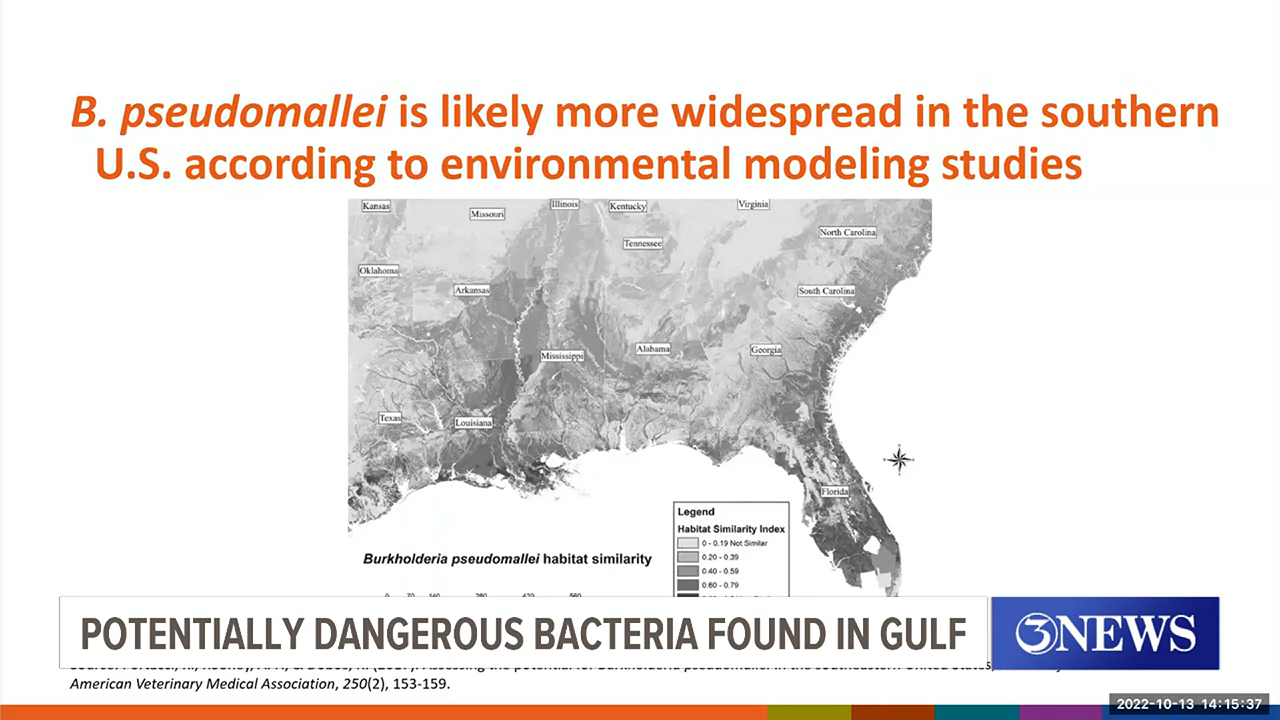 B. pseudomallei is likely more widespread in the southern
U.S. according to environmental modeling studies
Kansas
Missouri
Illinois
Kentucky
Virginia
North Carolina
Tennessee
Oklahoma
Arkansas
South Carolina
Mississippi
Alabama
Georgia
Texas
Louisiana
Florida
Legend
Habitat Similarity Index
0 - 0.19 Not Similar
0.20 - 0.39
0.40 - 0.59
0.60 - 0.79
Burkholderia pseudomallei habitat similarity
POTENTIALLY DANGEROUS BACTERIA FOUND IN GULF
3NEWS
American Veterinary Medical Association, 250(2), 153-159.
2022-10-13 14:15:37